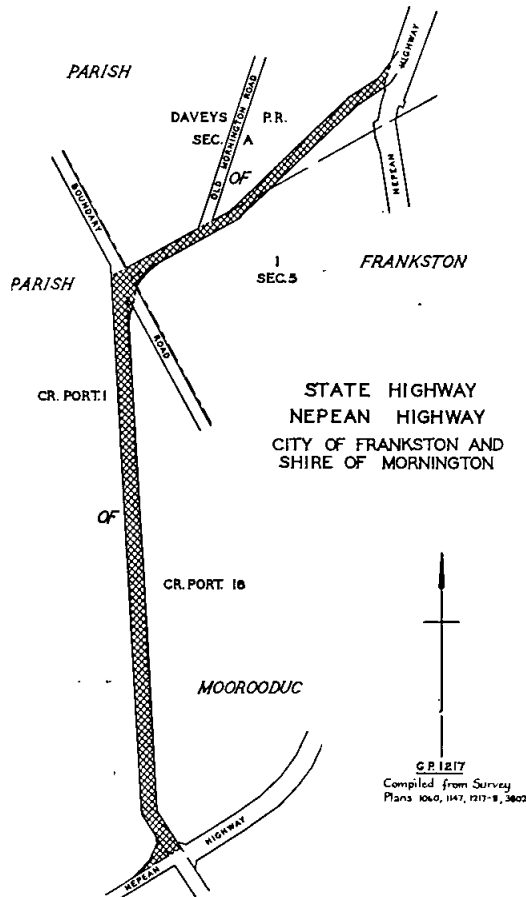 PARISH
HIGHWAY
DAVEYS P.R.
SEC. A
OLD MORNINGTON ROAD
OF
NEPEAN
BOUNDARY
ROAD
1
SEC.5
FRANKSTON
PARISH
CR. PORT. 1
STATE HIGHWAY
NEPEAN HIGHWAY
CITY OF FRANKSTON AND
SHIRE OF MORNINGTON
OF
CR. PORT. 18
MOOROODUC
G.P. 1217
Compiled from Survey
Plans 1060, 1147, 1217-8, 3802
NEPEAN HIGHWAY